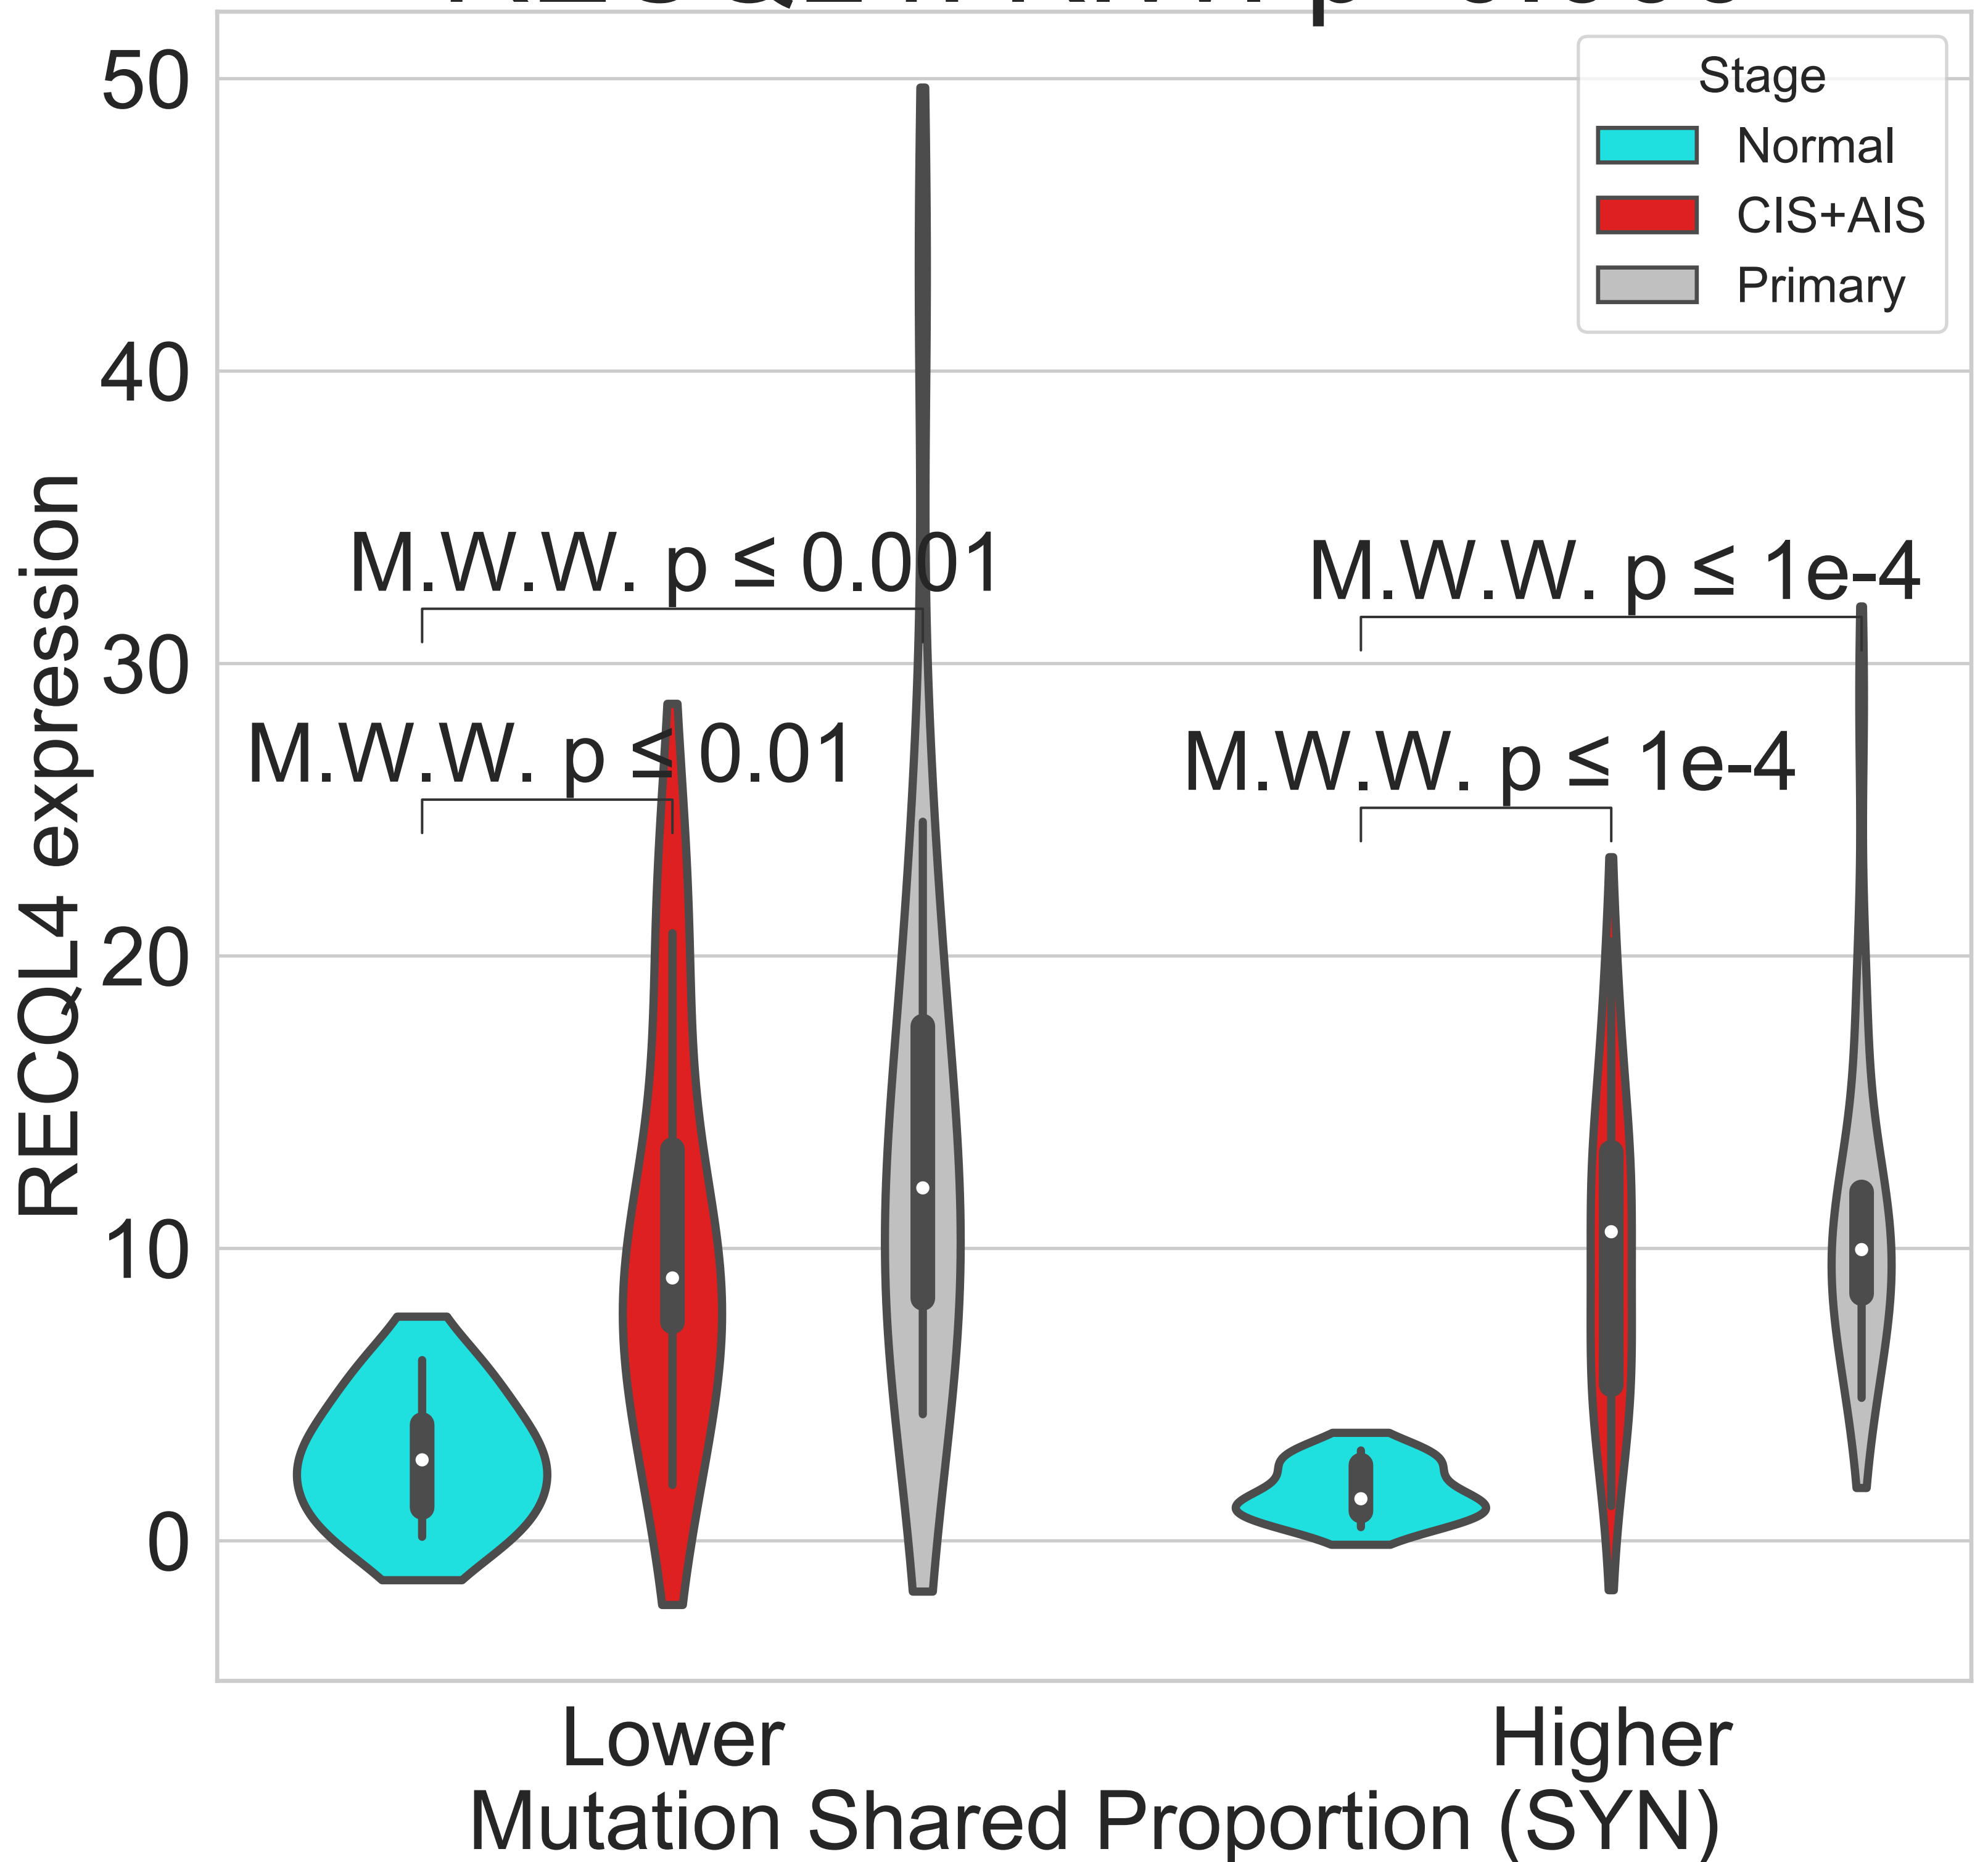 50
40
30
20
10
0
RECQL4 expression
Stage
Normal
CIS+AIS
Primary
M.W.W. p ≤ 0.001
M.W.W. p ≤ 1e-4
M.W.W. p ≤ 0.01
M.W.W. p ≤ 1e-4
Lower
Higher
Mutation Shared Proportion (SYN)